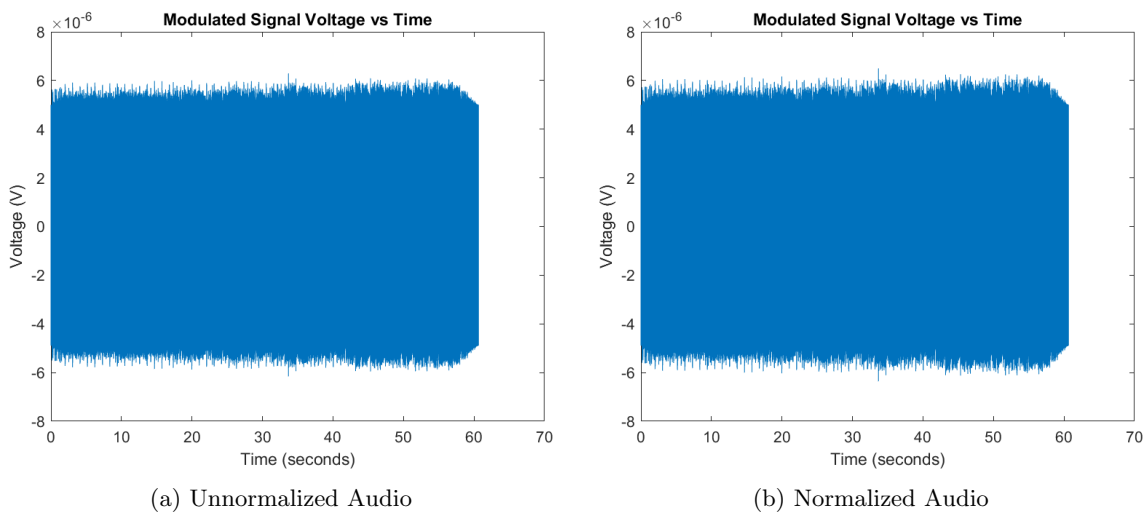 Modulated Signal Voltage vs Time
×10-6
8
6
4
2
0
-2
-4
-6
-8
Voltage (V)
0 10 20 30 40 50 60 70
Time (seconds)
(a) Unnormalized Audio
Modulated Signal Voltage vs Time
×10-6
8
6
4
2
0
-2
-4
-6
-8
Voltage (V)
0 10 20 30 40 50 60 70
Time (seconds)
(b) Normalized Audio